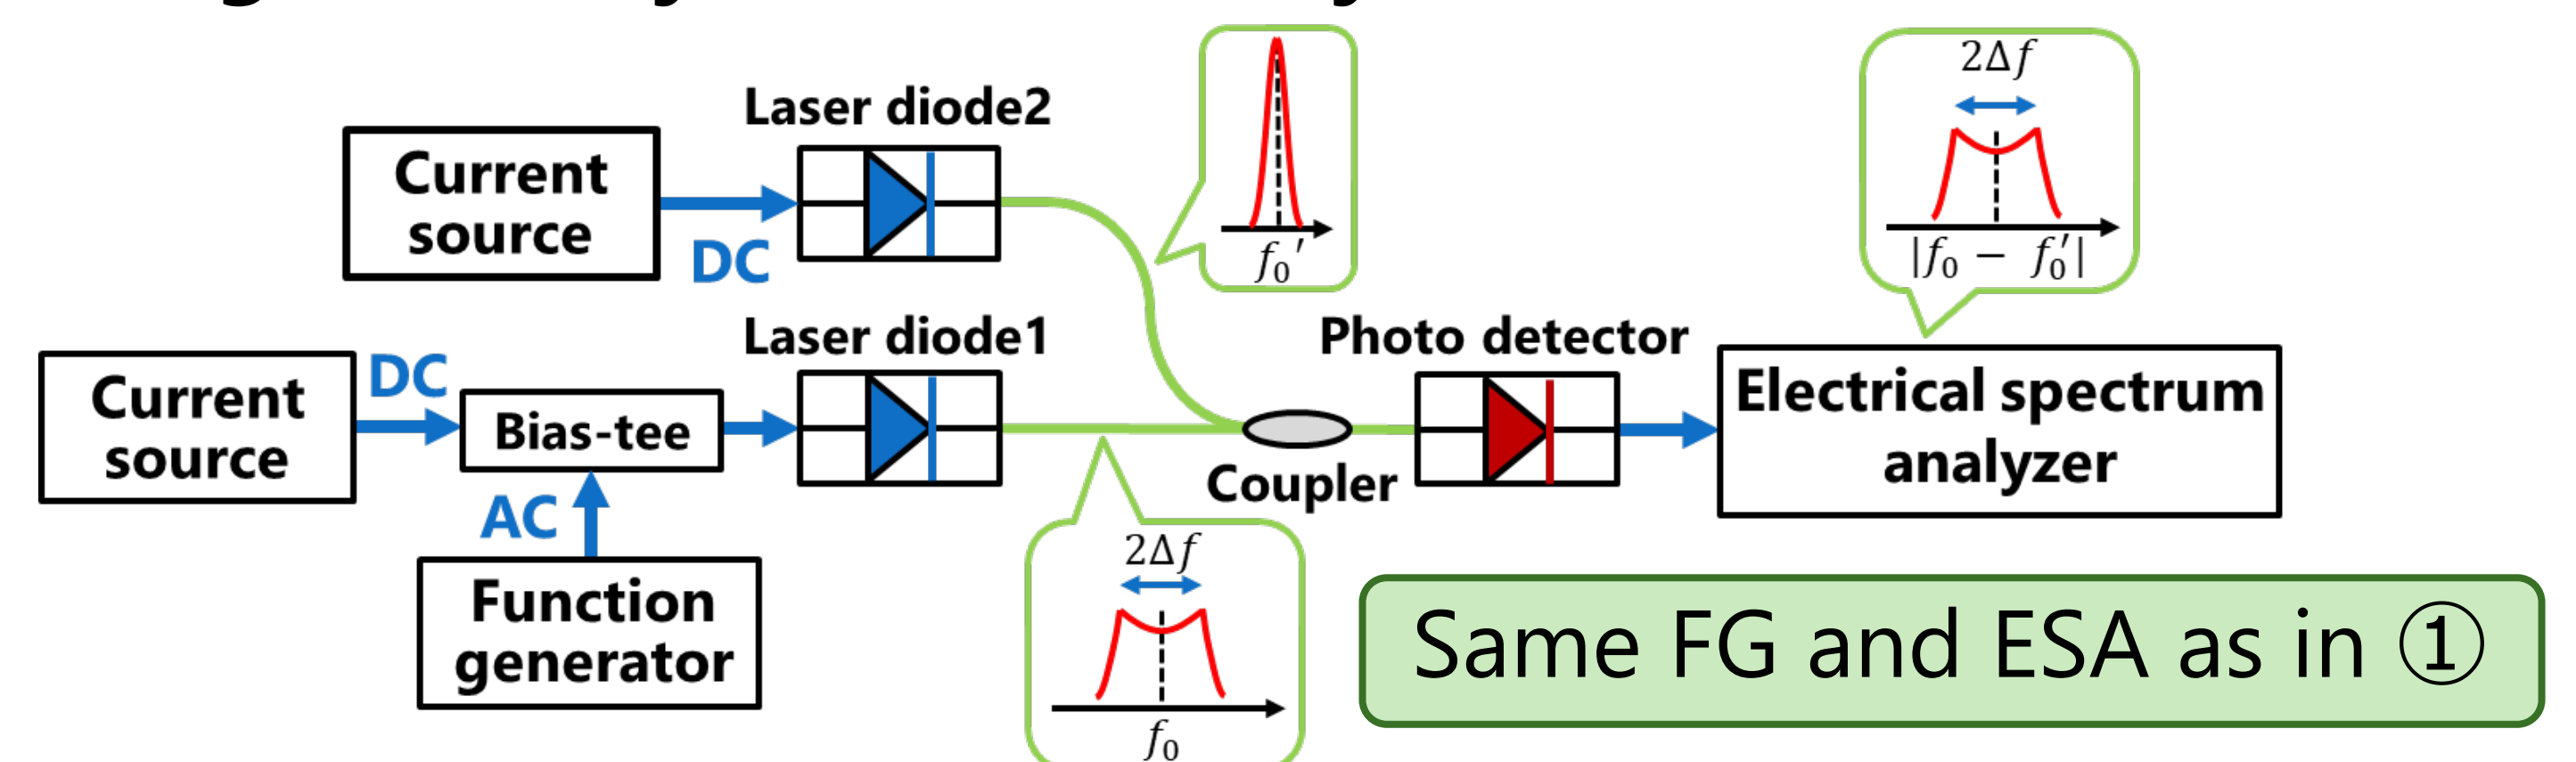 Laser diode2
Current
source
DC
f₀′
2Δf
|f₀ − f₀′|
Laser diode1
Photo detector
Current
source
DC
Bias-tee
AC
Function
generator
Coupler
Electrical spectrum
analyzer
2Δf
f₀
Same FG and ESA as in ①